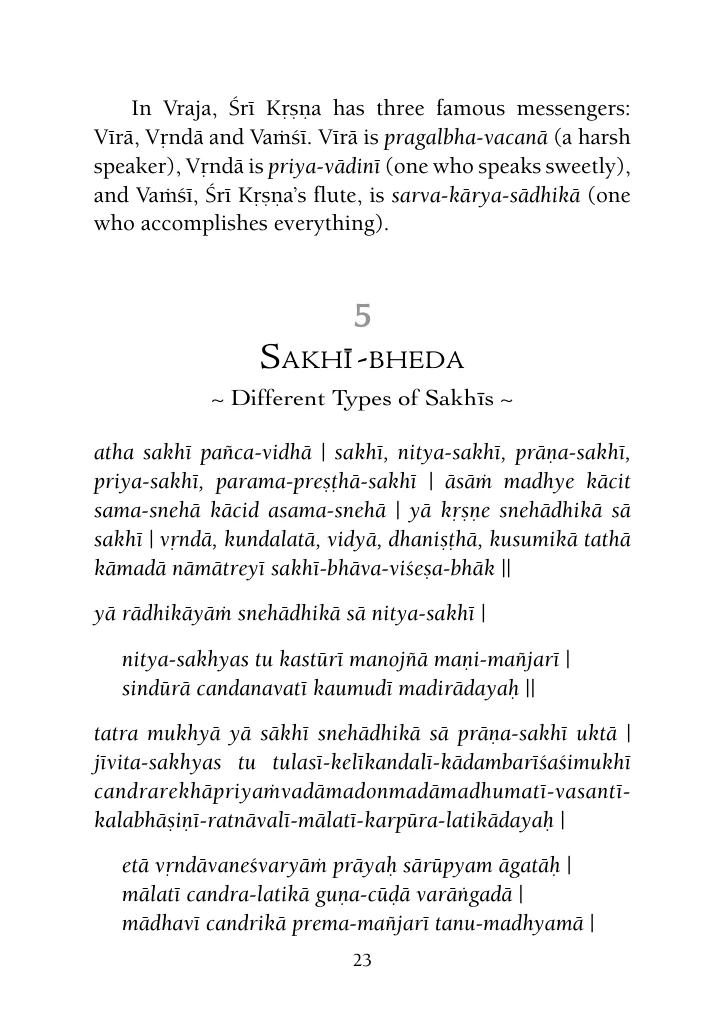 In Vraja, Śrī Kṛṣṇa has three famous messengers:
Vīrā, Vṛndā and Vaṁśī. Vīrā is pragalbha-vacanā (a harsh
speaker), Vṛndā is priya-vādinī (one who speaks sweetly),
and Vaṁśī, Śrī Kṛṣṇa’s flute, is sarva-kārya-sādhikā (one
who accomplishes everything).
5
SAKHĪ-BHEDA
~ Different Types of Sakhīs ~
atha sakhī pañca-vidhā | sakhī, nitya-sakhī, prāṇa-sakhī,
priya-sakhī, parama-preṣṭhā-sakhī | āsāṁ madhye kācit
sama-snehā kācid asama-snehā | yā kṛṣṇe snehādhikā sā
sakhī | vṛndā, kundalatā, vidyā, dhaniṣṭhā, kusumikā tathā
kāmadā nāmātreyī sakhī-bhāva-viśeṣa-bhāk ||
yā rādhikāyāṁ snehādhikā sā nitya-sakhī |
nitya-sakhyas tu kastūrī manojñā maṇi-mañjarī |
sindūrā candanavatī kaumudī madirādayaḥ ||
tatra mukhyā yā sākhī snehādhikā sā prāṇa-sakhī uktā |
jīvita-sakhyas tu tulasī-kelīkandalī-kādambarīśaśimukhī
candrarekhāpriyaṁvadāmadonmadāmadhumatī-vasantī-
kalabhāṣiṇī-ratnāvalī-mālatī-karpūra-latikādayaḥ |
etā vṛndāvaneśvaryāṁ prāyaḥ sārūpyam āgatāḥ |
mālatī candra-latikā guṇa-cūḍā varāṅgadā |
mādhavī candrikā prema-mañjarī tanu-madhyamā |
23